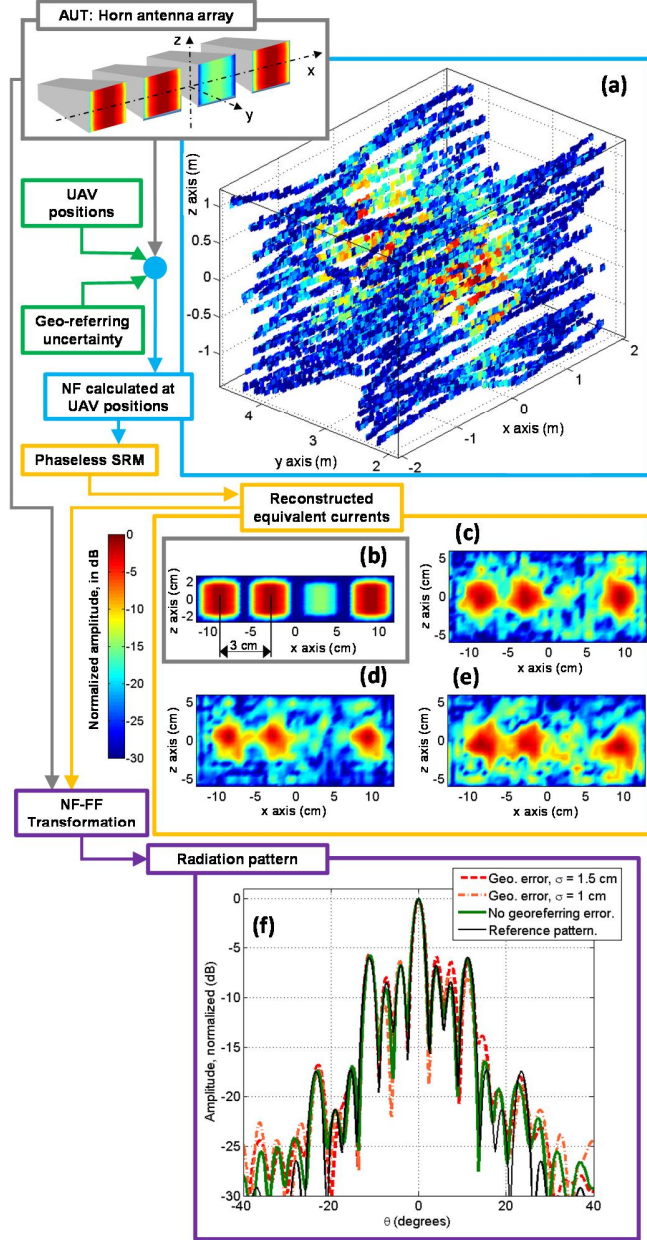 AUT: Horn antenna array
z
x
y
(a)
z axis (m)
1
0.5
0
-0.5
-1
4
3
2
y axis (m)
-2
-1
0
1
2
x axis (m)
UAV
positions
Geo-referring
uncertainty
NF calculated at
UAV positions
Phaseless SRM
Reconstructed
equivalent currents
Normalized amplitude, in dB
0
-5
-10
-15
-20
-25
-30
(b)
z axis (cm)
2
0
-2
-10
-5
0
5
10
x axis (cm)
3 cm
(c)
z axis (cm)
5
0
-5
-10
-5
0
5
10
x axis (cm)
(d)
z axis (cm)
5
0
-5
-10
-5
0
5
10
x axis (cm)
(e)
z axis (cm)
5
0
-5
-10
-5
0
5
10
x axis (cm)
NF-FF
Transformation
Radiation pattern
(f)
Geo. error, σ = 1.5 cm
Geo. error, σ = 1 cm
No georeferring error.
Reference pattern.
Amplitude, normalized (dB)
0
-5
-10
-15
-20
-25
-30
-40
-20
0
20
40
θ (degrees)